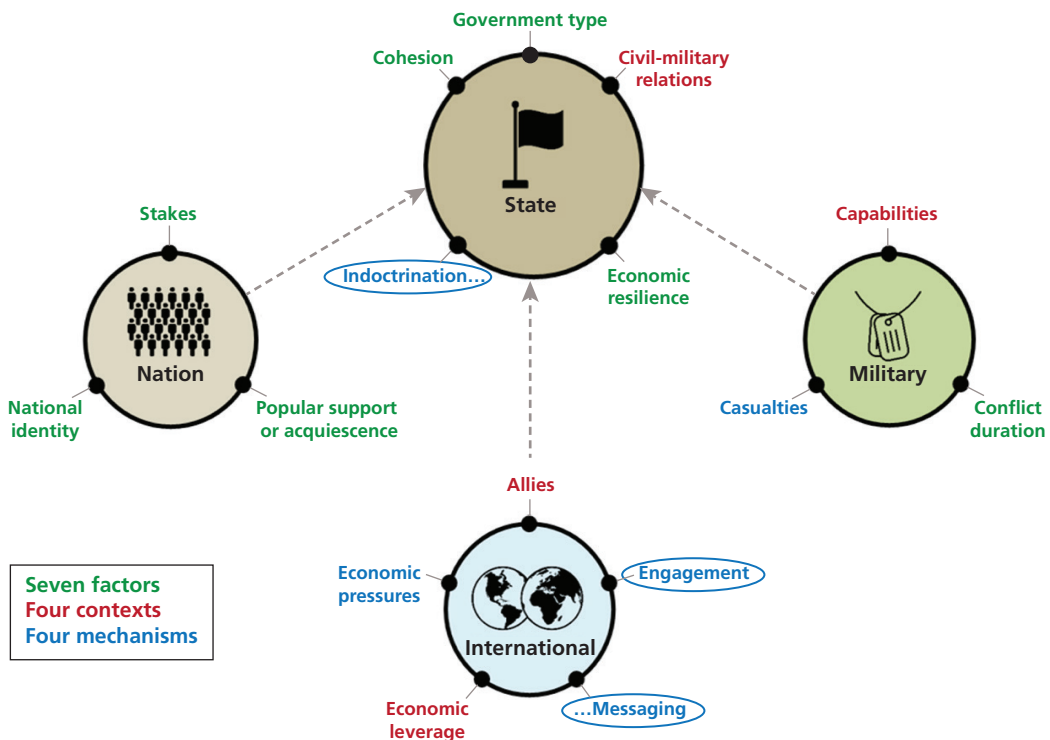 Government type
Cohesion
Civil-military
relations
State
Stakes
Capabilities
Indoctrination…
Economic
resilience
Nation
Military
National
identity
Popular support
or acquiescence
Casualties
Conflict
duration
Allies
Economic
pressures
Engagement
International
Economic
leverage
…Messaging
Seven factors
Four contexts
Four mechanisms